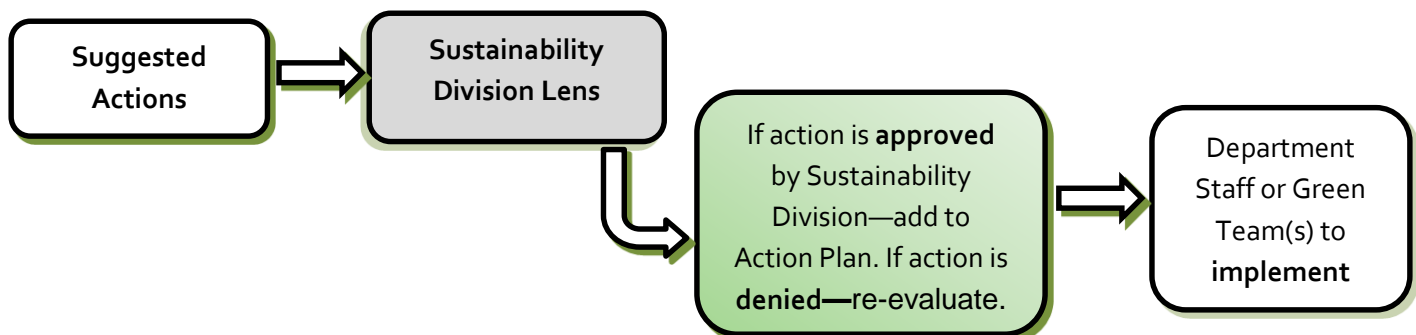 Suggested
Actions
Sustainability
Division Lens
If action is approved
by Sustainability
Division—add to
Action Plan. If action is
denied—re-evaluate.
Department
Staff or Green
Team(s) to
implement